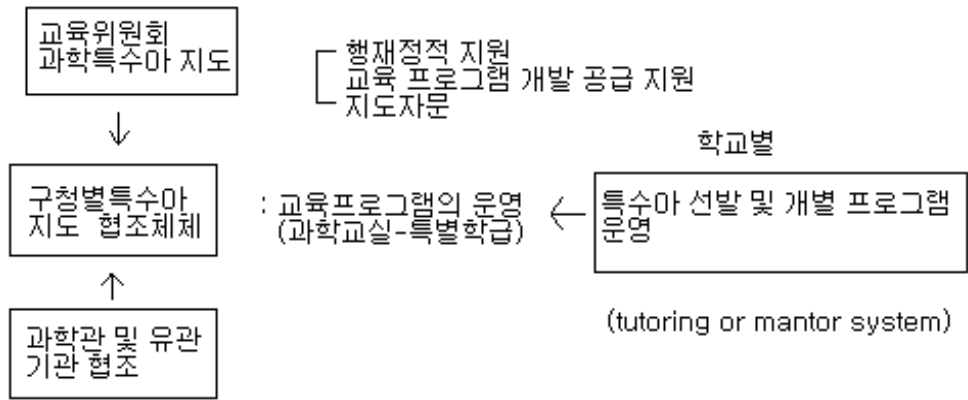 교육위원회
과학특수아 지도
행재정적 지원
교육 프로그램 개발 공급 지원
지도자문
학교별
구청별특수아
지도 협조체제
: 교육프로그램의 운영
(과학교실-특별학급)
특수아 선발 및 개별 프로그램
운영
(tutoring or mantor system)
과학관 및 유관
기관 협조